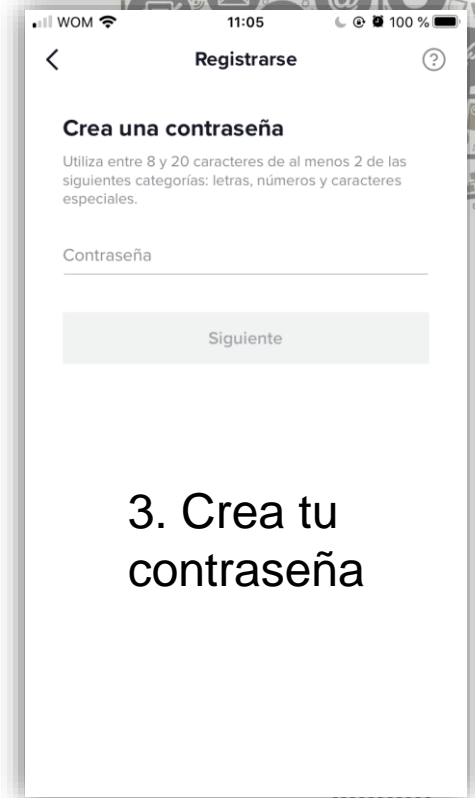 WOM 11:05 100 %
Registrarse ?
Crea una contraseña
Utiliza entre 8 y 20 caracteres de al menos 2 de las
siguientes categorías: letras, números y caracteres
especiales.
Contraseña
Siguiente
3. Crea tu
contraseña